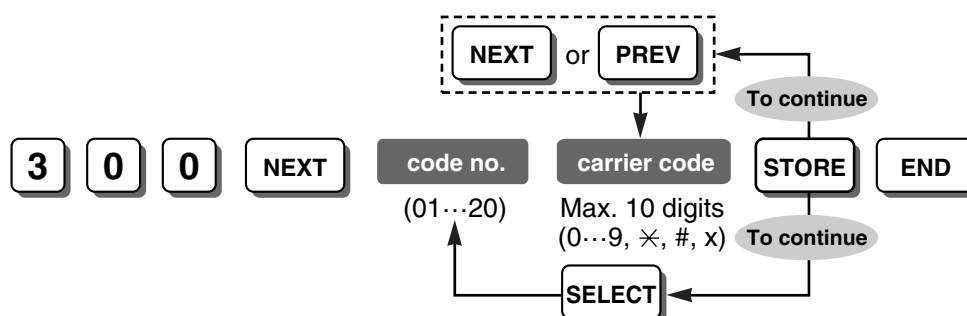 NEXT or PREV
To continue
3 0 0 NEXT code no. carrier code STORE END
(01···20) Max. 10 digits
(0···9, ✳, #, x) To continue
SELECT